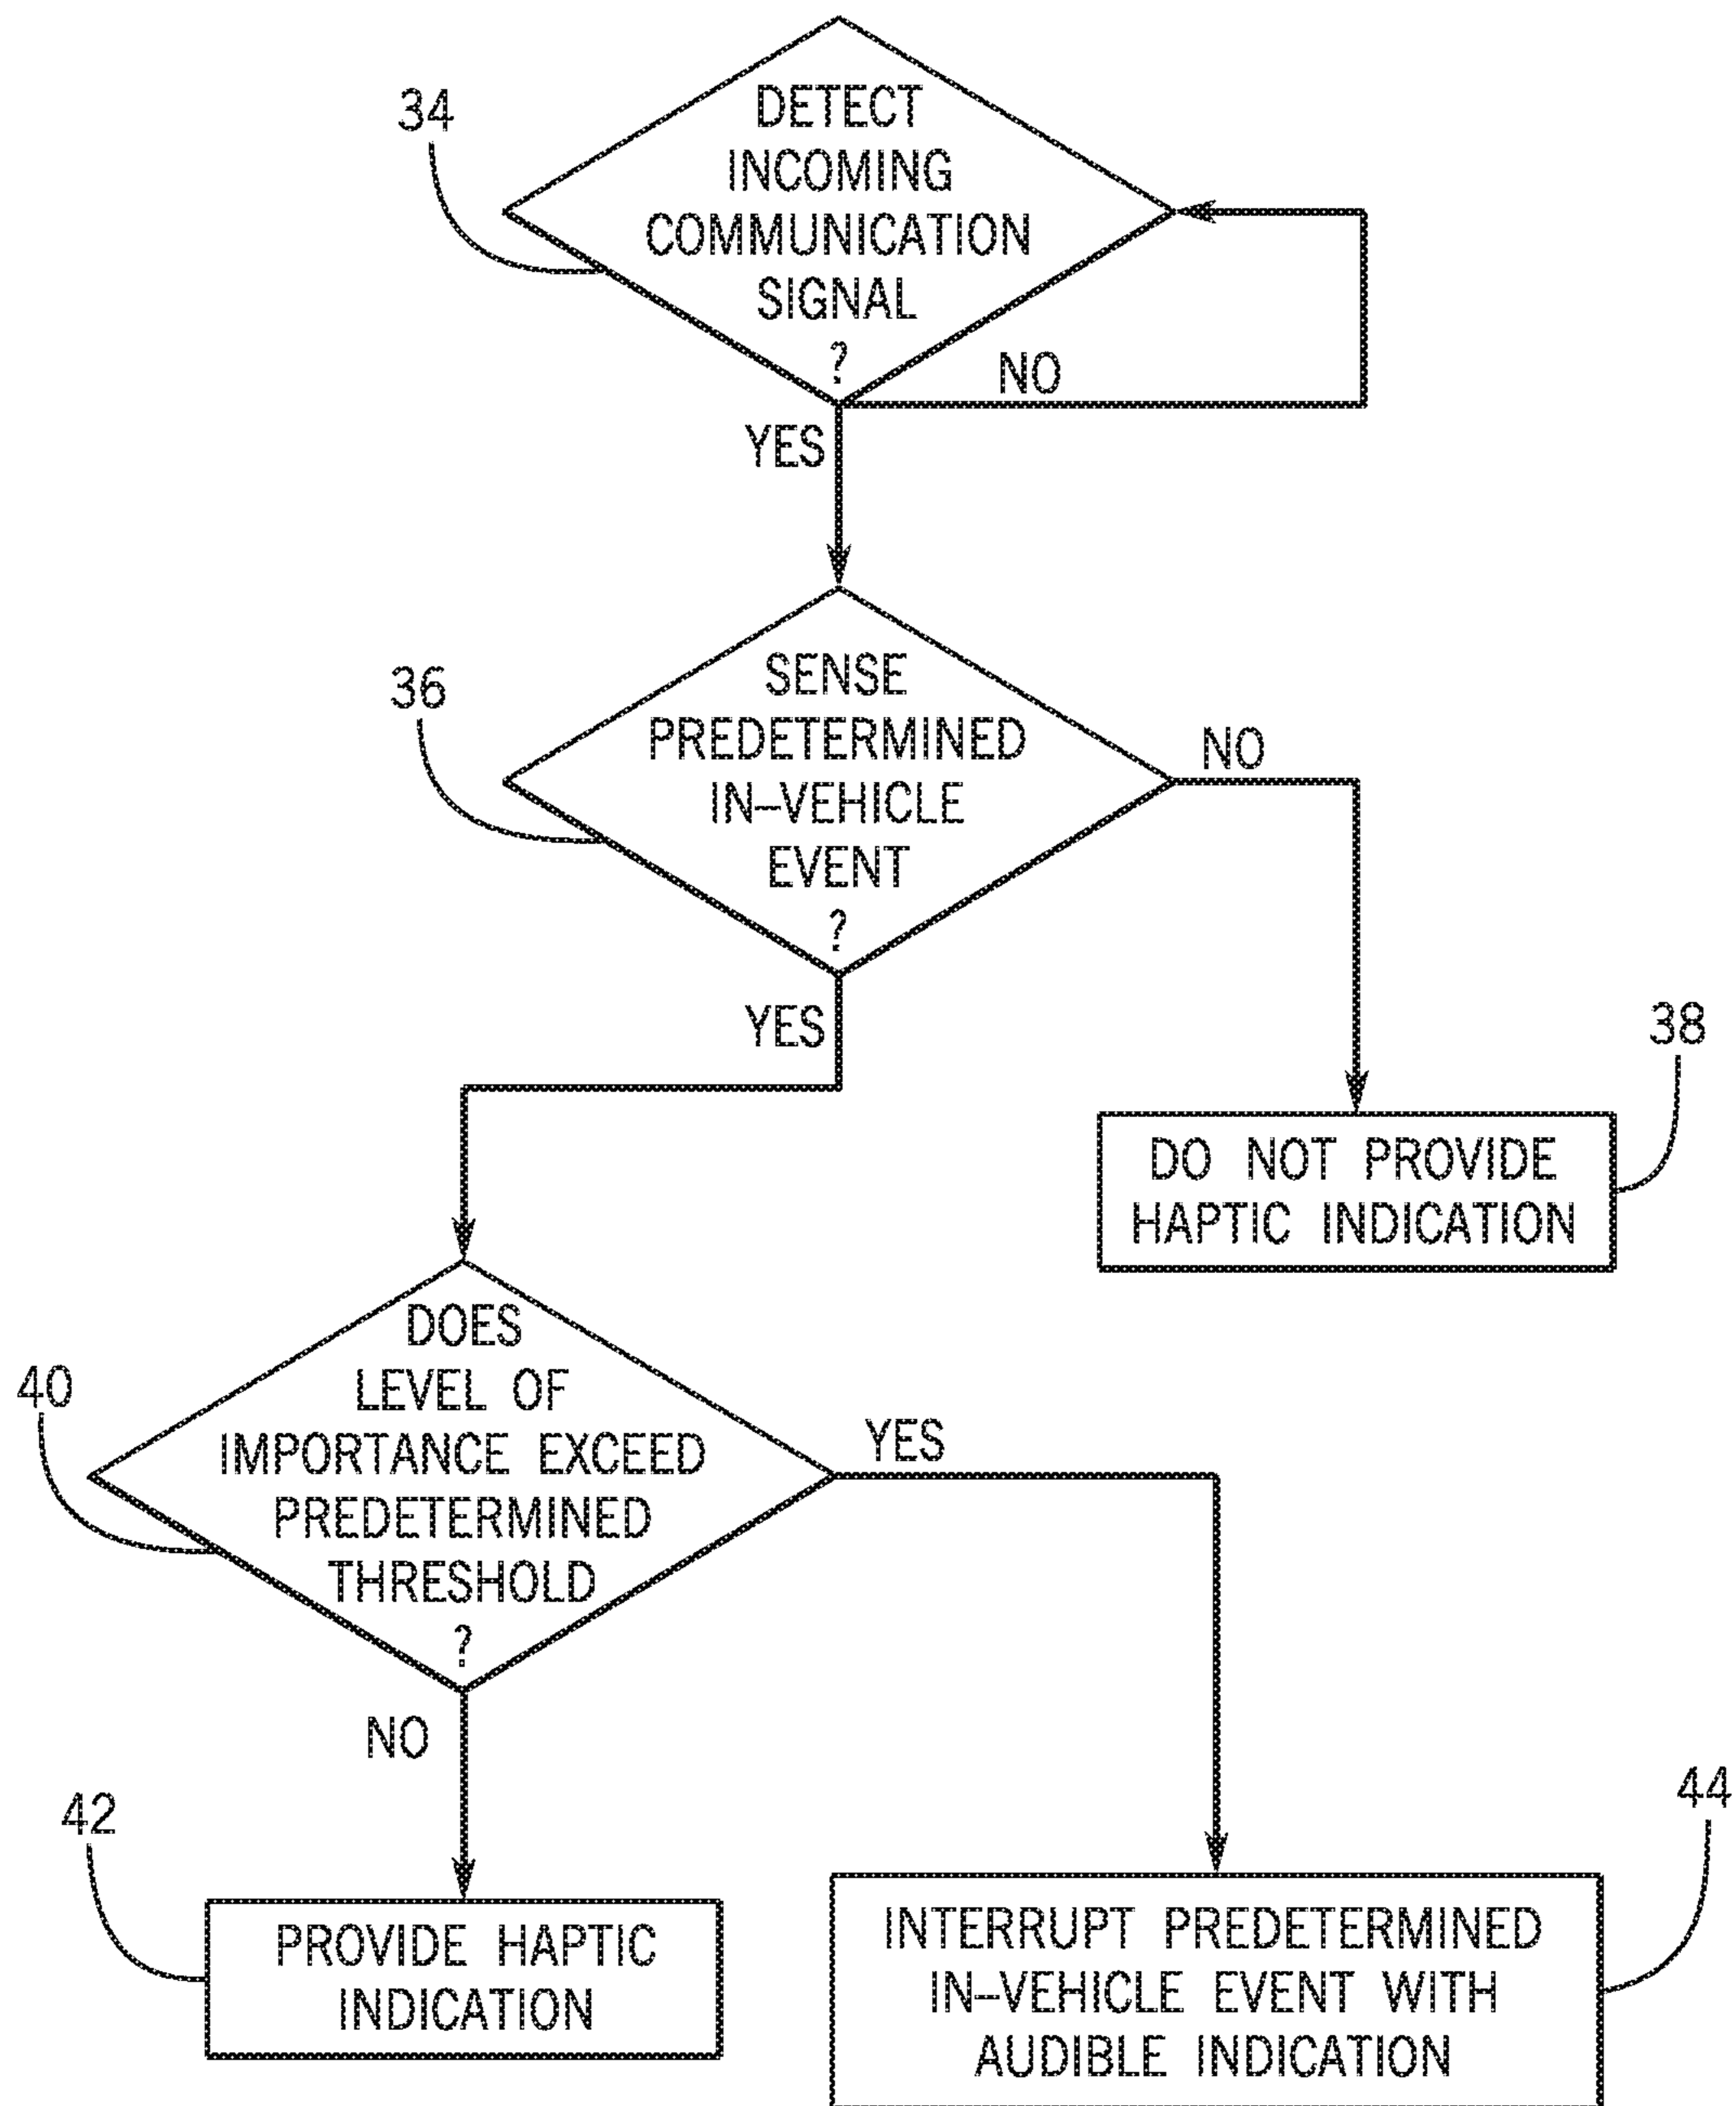 34
DETECT
INCOMING
COMMUNICATION
SIGNAL
?
NO
YES
36
SENSE
PREDETERMINED
IN-VEHICLE
EVENT
?
NO
YES
38
DO NOT PROVIDE
HAPTIC INDICATION
40
DOES
LEVEL OF
IMPORTANCE EXCEED
PREDETERMINED
THRESHOLD
?
YES
NO
42
PROVIDE HAPTIC
INDICATION
44
INTERRUPT PREDETERMINED
IN-VEHICLE EVENT WITH
AUDIBLE INDICATION